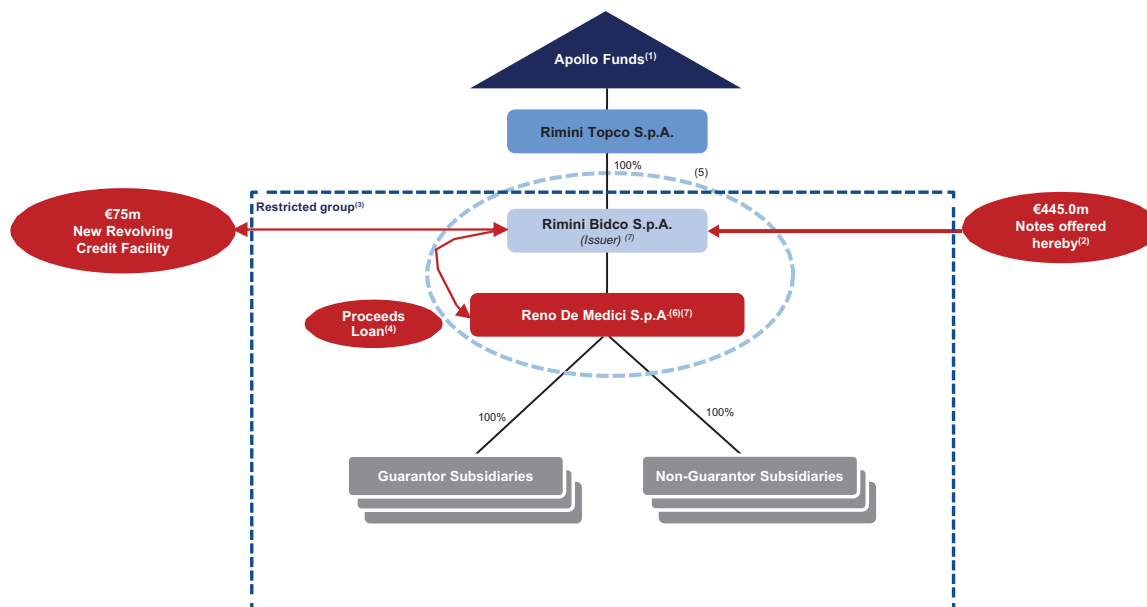 Apollo Funds(1)
Rimini Topco S.p.A.
100%
(5)
Restricted group(3)
€75m
New Revolving
Credit Facility
Rimini Bidco S.p.A.
(Issuer) (7)
€445.0m
Notes offered
hereby(2)
Proceeds
Loan(4)
Reno De Medici S.p.A.(6)(7)
100%
100%
Guarantor Subsidiaries
Non-Guarantor Subsidiaries